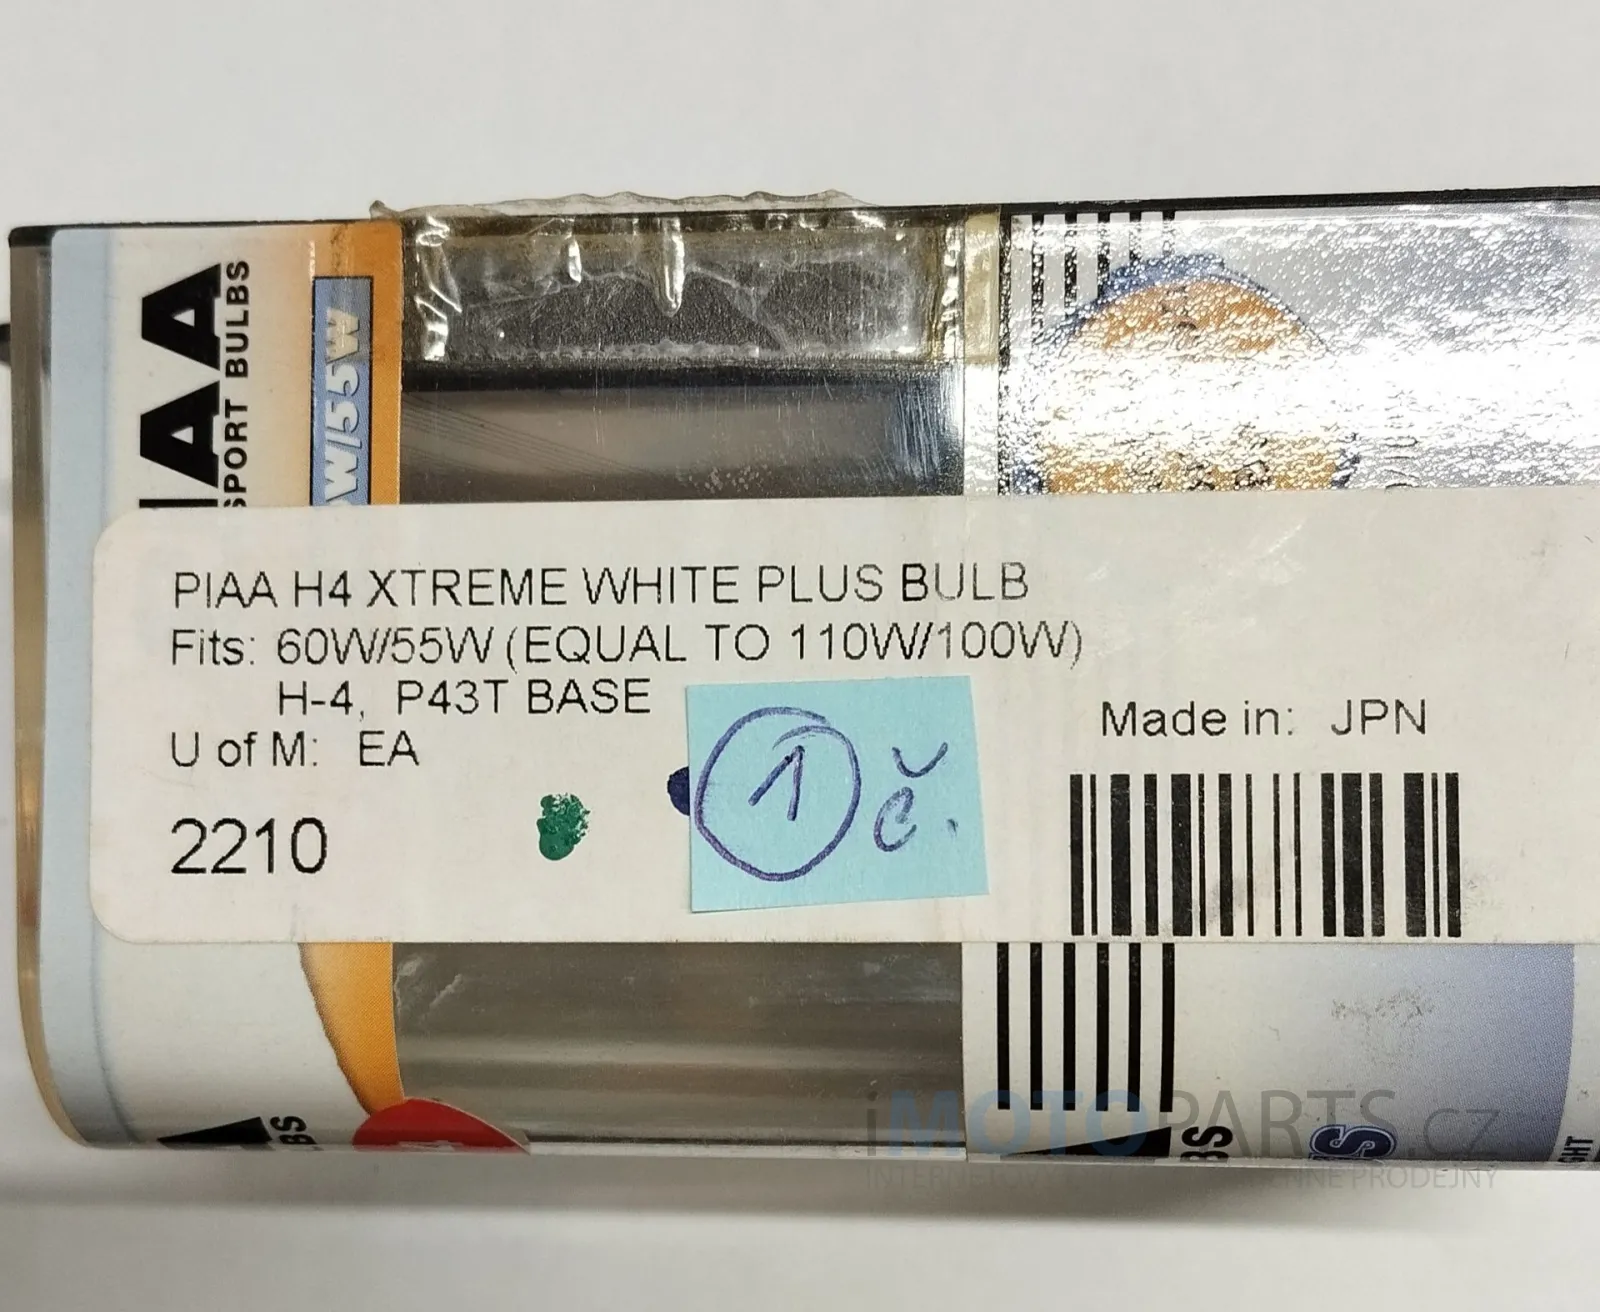 SPORT BULBS
W/55W
PIAA H4 XTREME WHITE PLUS BULB
Fits: 60W/55W (EQUAL TO 110W/100W)
H-4, P43T BASE
U of M: EA
Made in: JPN
2210
1 č.
iMOTOPARTS.CZ